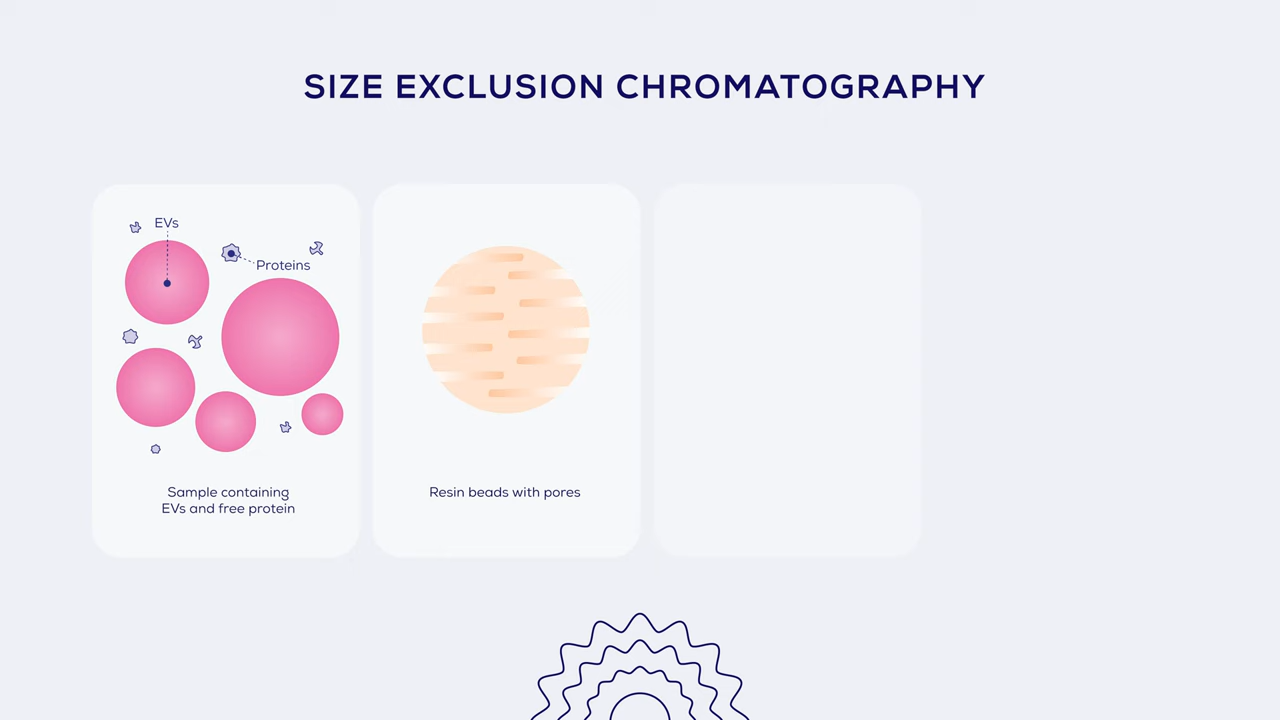 SIZE EXCLUSION CHROMATOGRAPHY
EVs
Proteins
Sample containing
EVs and free protein
Resin beads with pores